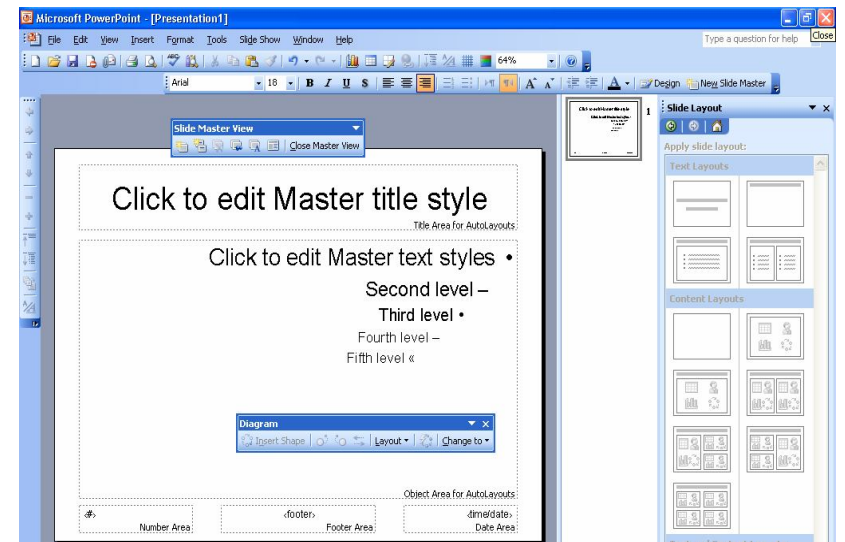 Microsoft PowerPoint - [Presentation1]
Close
File Edit View Insert Format Tools Slide Show Window Help
Type a question for help
64%
Arial 18 B I U S A A A Design New Slide Master
Slide Master View
Close Master View
Click to edit Master title style
Title Area for AutoLayouts
Click to edit Master text styles •
Second level –
Third level •
Fourth level –
Fifth level «
Diagram
Insert Shape Layout Change to
Object Area for AutoLayouts
‹#› ‹footer› ‹time/date›
Number Area Footer Area Date Area
1
Slide Layout
Apply slide layout:
Text Layouts
Content Layouts